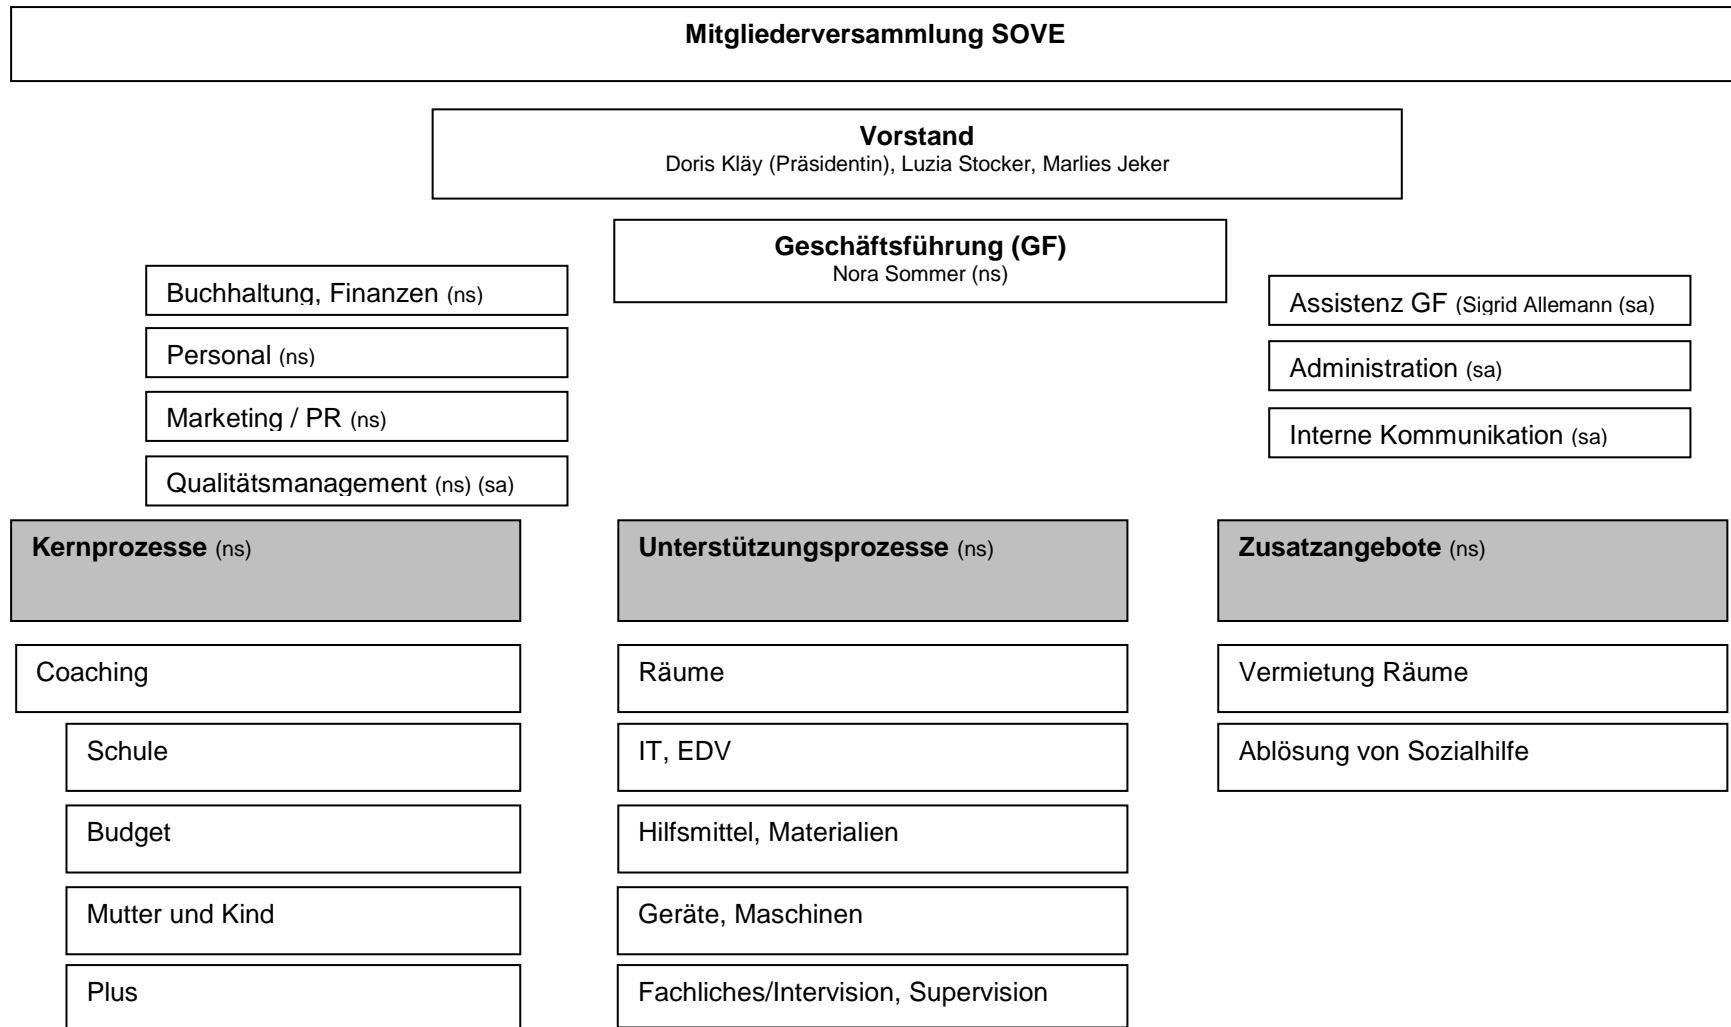 Mitgliederversammlung SOVE
Vorstand
Doris Kläy (Präsidentin), Luzia Stocker, Marlies Jeker
Geschäftsführung (GF)
Nora Sommer (ns)
Buchhaltung, Finanzen (ns)
Personal (ns)
Marketing / PR (ns)
Qualitätsmanagement (ns) (sa)
Assistenz GF (Sigrid Allemann (sa)
Administration (sa)
Interne Kommunikation (sa)
Kernprozesse (ns)
Coaching
Schule
Budget
Mutter und Kind
Plus
Unterstützungsprozesse (ns)
Räume
IT, EDV
Hilfsmittel, Materialien
Geräte, Maschinen
Fachliches/Intervision, Supervision
Zusatzangebote (ns)
Vermietung Räume
Ablösung von Sozialhilfe